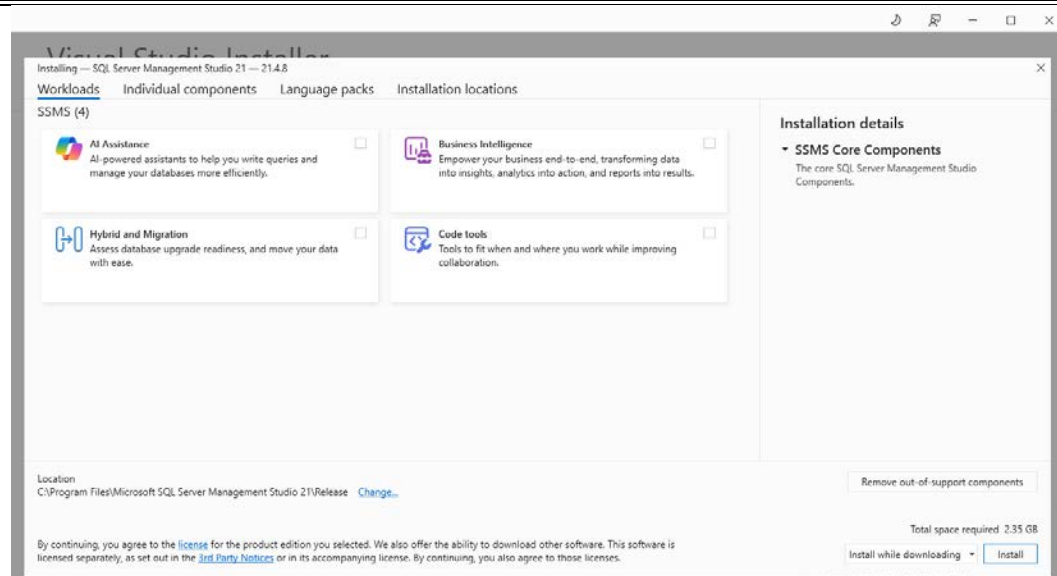 Visual Studio Installer
Installing — SQL Server Management Studio 21 — 21.4.8
Workloads
Individual components
Language packs
Installation locations
SSMS (4)
AI Assistance
AI-powered assistants to help you write queries and
manage your databases more efficiently.
Business Intelligence
Empower your business end-to-end, transforming data
into insights, analytics into action, and reports into results.
Hybrid and Migration
Assess database upgrade readiness, and move your data
with ease.
Code tools
Tools to fit when and where you work while improving
collaboration.
Installation details
SSMS Core Components
The core SQL Server Management Studio
Components.
Location
C:\Program Files\Microsoft SQL Server Management Studio 21\Release Change...
Remove out-of-support components
Total space required 2.35 GB
By continuing, you agree to the license for the product edition you selected. We also offer the ability to download other software. This software is
licensed separately, as set out in the 3rd Party Notices or in its accompanying license. By continuing, you also agree to those licenses.
Install while downloading
Install